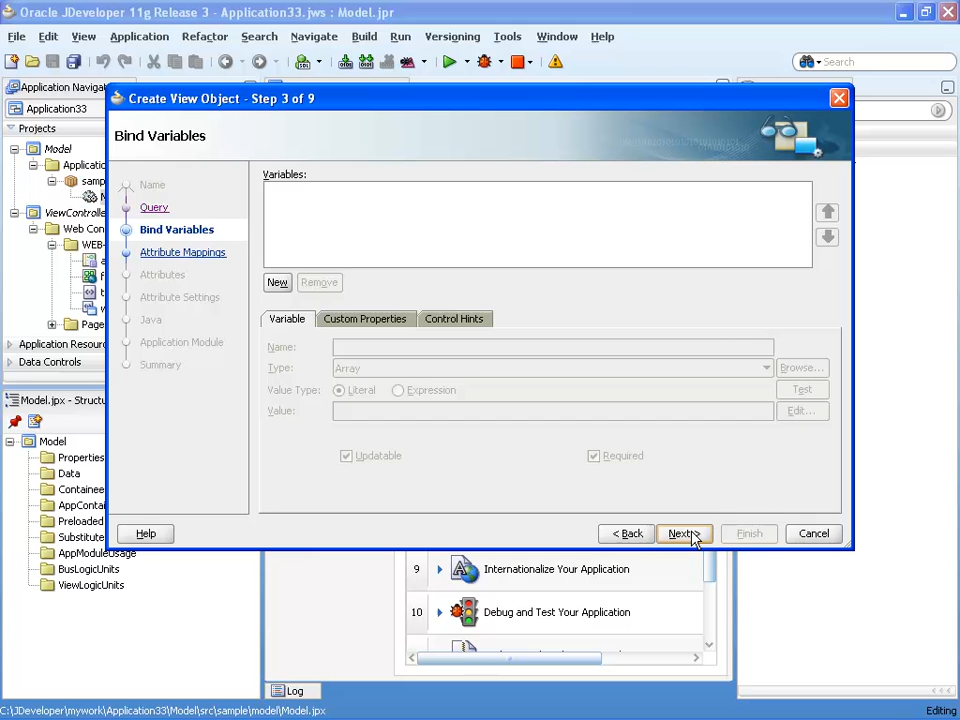 Oracle JDeveloper 11g Release 3 - Application33.jws : Model.jpr
File Edit View Application Refactor Search Navigate Build Run Versioning Tools Window Help
Search
Application Naviga
Application33
Projects
Model
Applicatio
samp
ViewControlle
Web Con
WEB-
Page
Application Resour
Data Controls
Model.jpx - Structu
Model
Properties
Data
Containee
AppContai
Preloaded
Substitute
AppModuleUsage
BusLogicUnits
ViewLogicUnits
Create View Object - Step 3 of 9
Bind Variables
Name
Query
Bind Variables
Attribute Mappings
Attributes
Attribute Settings
Java
Application Module
Summary
Variables:
New Remove
Variable Custom Properties Control Hints
Name:
Type: Array Browse...
Value Type: Literal Expression Test
Value: Edit...
Updatable Required
Help < Back Next > Finish Cancel
9 Internationalize Your Application
10 Debug and Test Your Application
Log
C:\JDeveloper\mywork\Application33\Model\src\sample\model\Model.jpx Editing